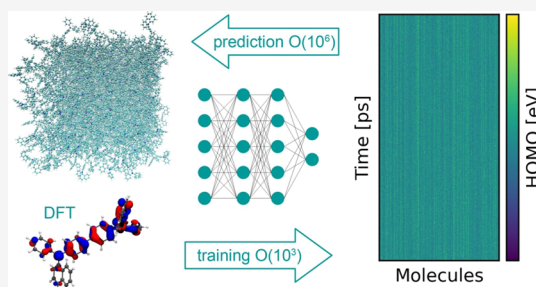 prediction O(10⁶)
DFT
training O(10³)
Time [ps]
Molecules
HOMO [eV]